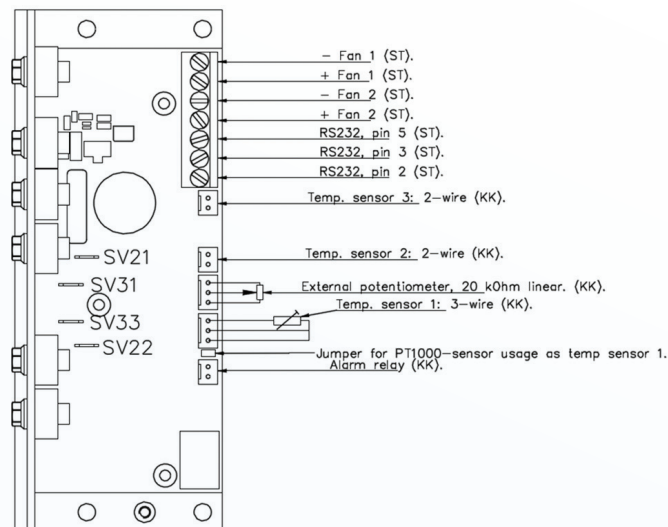 - Fan 1 (ST).
+ Fan 1 (ST).
- Fan 2 (ST).
+ Fan 2 (ST).
RS232, pin 5 (ST).
RS232, pin 3 (ST).
RS232, pin 2 (ST).
Temp. sensor 3: 2-wire (KK).
SV21
Temp. sensor 2: 2-wire (KK).
SV31
External potentiometer, 20 kOhm linear. (KK).
Temp. sensor 1: 3-wire (KK).
SV33
SV22
Jumper for PT1000-sensor usage as temp sensor 1.
Alarm relay (KK).